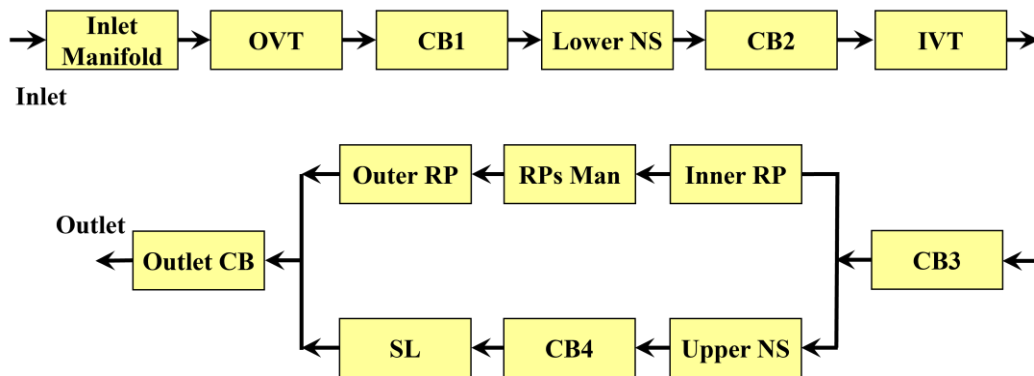 Inlet
Manifold
OVT
CB1
Lower NS
CB2
IVT
Inlet
Outer RP
RPs Man
Inner RP
Outlet
Outlet CB
CB3
SL
CB4
Upper NS